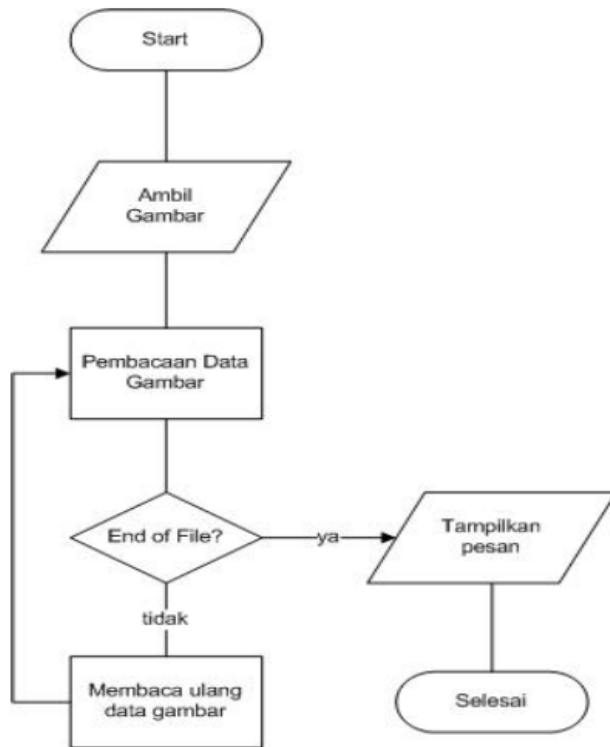 Start
Ambil
Gambar
Pembacaan Data
Gambar
End of File?
ya
Tampilkan
pesan
tidak
Membaca ulang
data gambar
Selesai